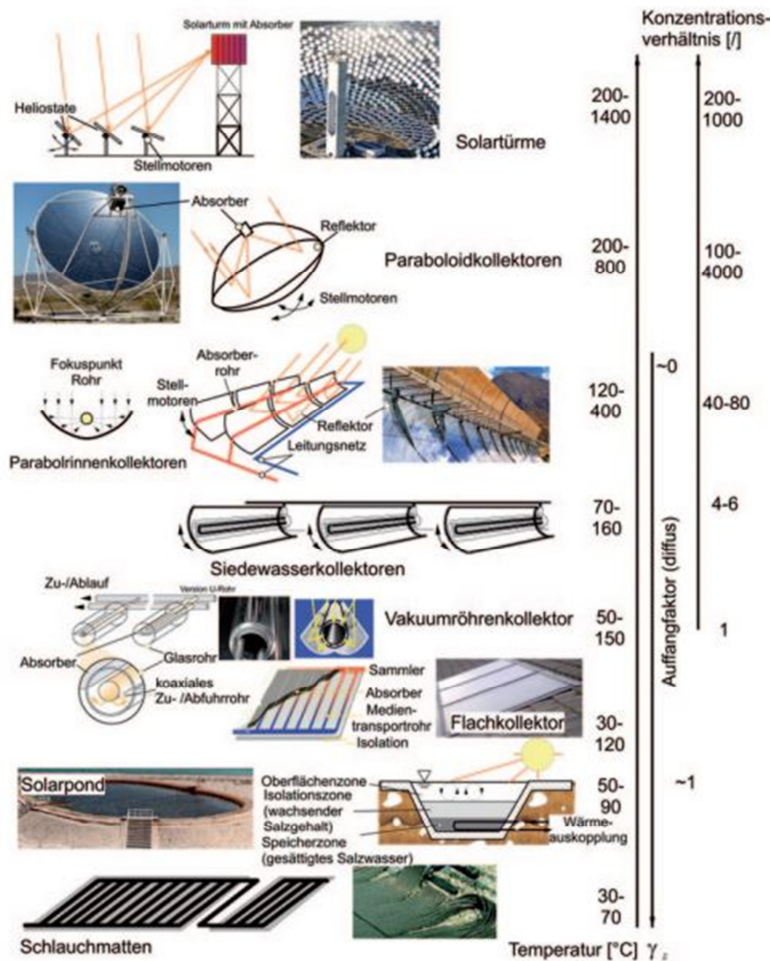 Konzentrations-
verhältnis [/]
Solarturm mit Absorber
Heliostate
Stellmotoren
Solartürme
200-
1400
200-
1000
Absorber
Reflektor
Stellmotoren
Paraboloidkollektoren
200-
800
100-
4000
Fokuspunkt
Rohr
Absorber-
rohr
Stell-
motoren
Reflektor
Leitungsnetz
Parabolrinnenkollektoren
120-
400
~0
40-80
Siedewasserkollektoren
70-
160
4-6
Auffangfaktor (diffus)
Zu-/Ablauf
Version U-Rohr
Absorber
Glasrohr
koaxiales
Zu- /Abfuhrrohr
Vakuumröhrenkollektor
50-
150
1
Sammler
Absorber
Medien-
transportrohr
Isolation
Flachkollektor
30-
120
Solarpond
Oberflächenzone
Isolationszone
(wachsender
Salzgehalt)
Speicherzone
(gesättigtes Salzwasser)
Wärme-
auskopplung
50-
90
~1
Schlauchmatten
30-
70
Temperatur [°C]
γz